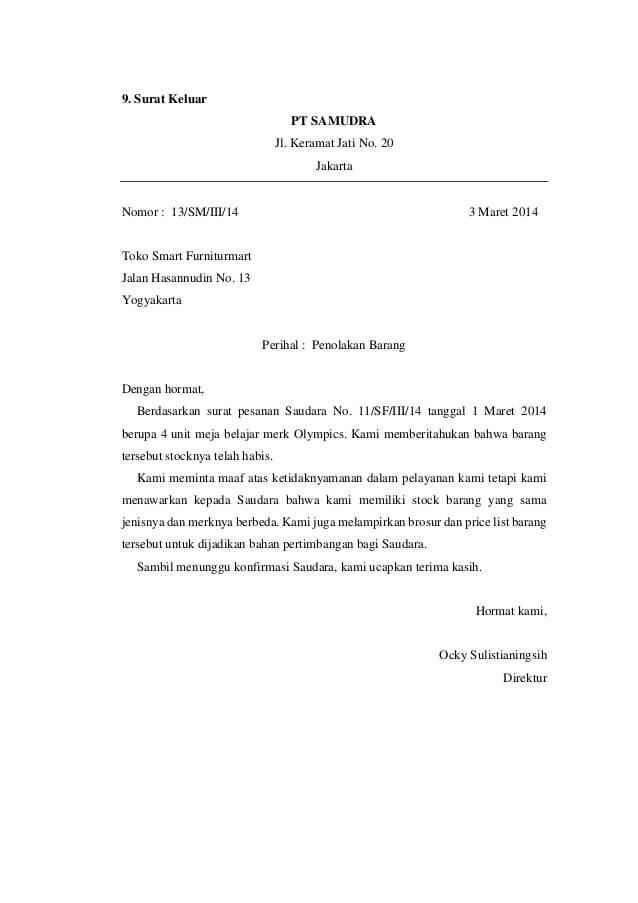 9. Surat Keluar
PT SAMUDRA
Jl. Keramat Jati No. 20
Jakarta
Nomor : 13/SM/III/14 3 Maret 2014
Toko Smart Furniturmart
Jalan Hasannudin No. 13
Yogyakarta
Perihal : Penolakan Barang
Dengan hormat,
Berdasarkan surat pesanan Saudara No. 11/SF/III/14 tanggal 1 Maret 2014
berupa 4 unit meja belajar merk Olympics. Kami memberitahukan bahwa barang
tersebut stocknya telah habis.
Kami meminta maaf atas ketidaknyamanan dalam pelayanan kami tetapi kami
menawarkan kepada Saudara bahwa kami memiliki stock barang yang sama
jenisnya dan merknya berbeda. Kami juga melampirkan brosur dan price list barang
tersebut untuk dijadikan bahan pertimbangan bagi Saudara.
Sambil menunggu konfirmasi Saudara, kami ucapkan terima kasih.
Hormat kami,
Ocky Sulistianingsih
Direktur